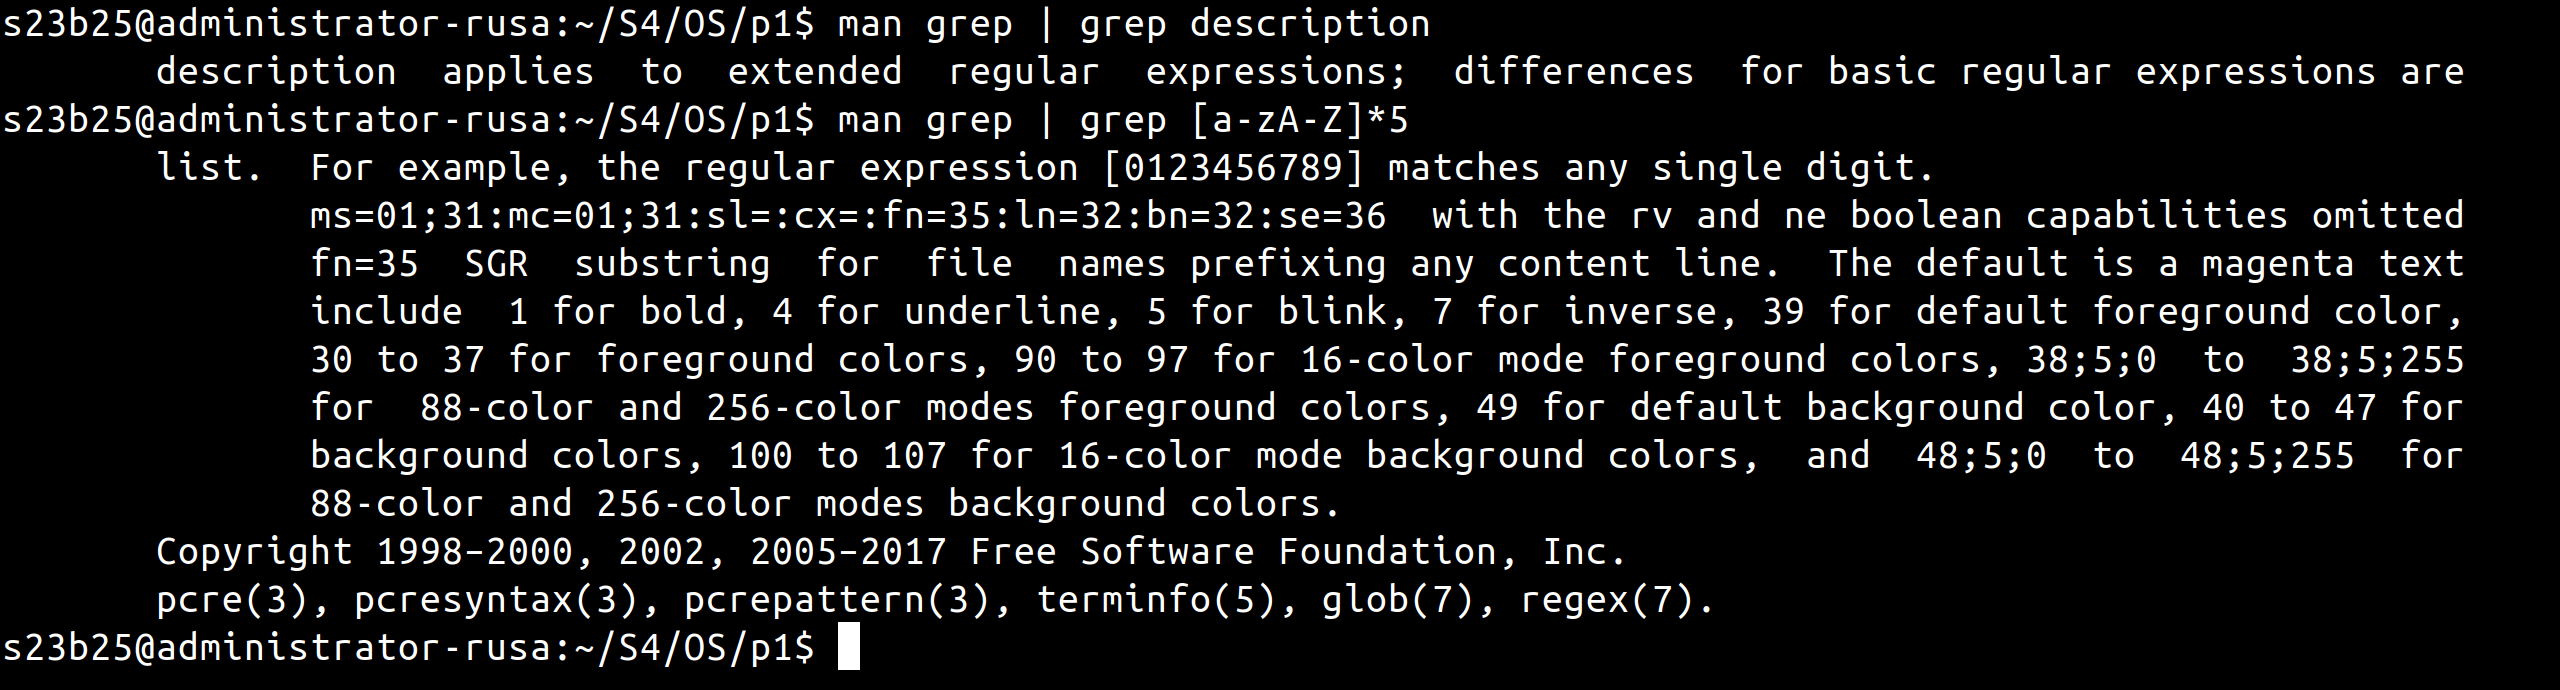 s23b25@administrator-rusa:~/S4/OS/p1$ man grep | grep description
       description  applies  to  extended  regular  expressions;  differences  for basic regular expressions are
s23b25@administrator-rusa:~/S4/OS/p1$ man grep | grep [a-zA-Z]*5
       list.  For example, the regular expression [0123456789] matches any single digit.
              ms=01;31:mc=01;31:sl=:cx=:fn=35:ln=32:bn=32:se=36  with the rv and ne boolean capabilities omitted
              fn=35  SGR  substring  for  file  names prefixing any content line.  The default is a magenta text
              include  1 for bold, 4 for underline, 5 for blink, 7 for inverse, 39 for default foreground color,
              30 to 37 for foreground colors, 90 to 97 for 16-color mode foreground colors, 38;5;0  to  38;5;255
              for  88-color and 256-color modes foreground colors, 49 for default background color, 40 to 47 for
              background colors, 100 to 107 for 16-color mode background colors,  and  48;5;0  to  48;5;255  for
              88-color and 256-color modes background colors.
       Copyright 1998–2000, 2002, 2005–2017 Free Software Foundation, Inc.
       pcre(3), pcresyntax(3), pcrepattern(3), terminfo(5), glob(7), regex(7).
s23b25@administrator-rusa:~/S4/OS/p1$